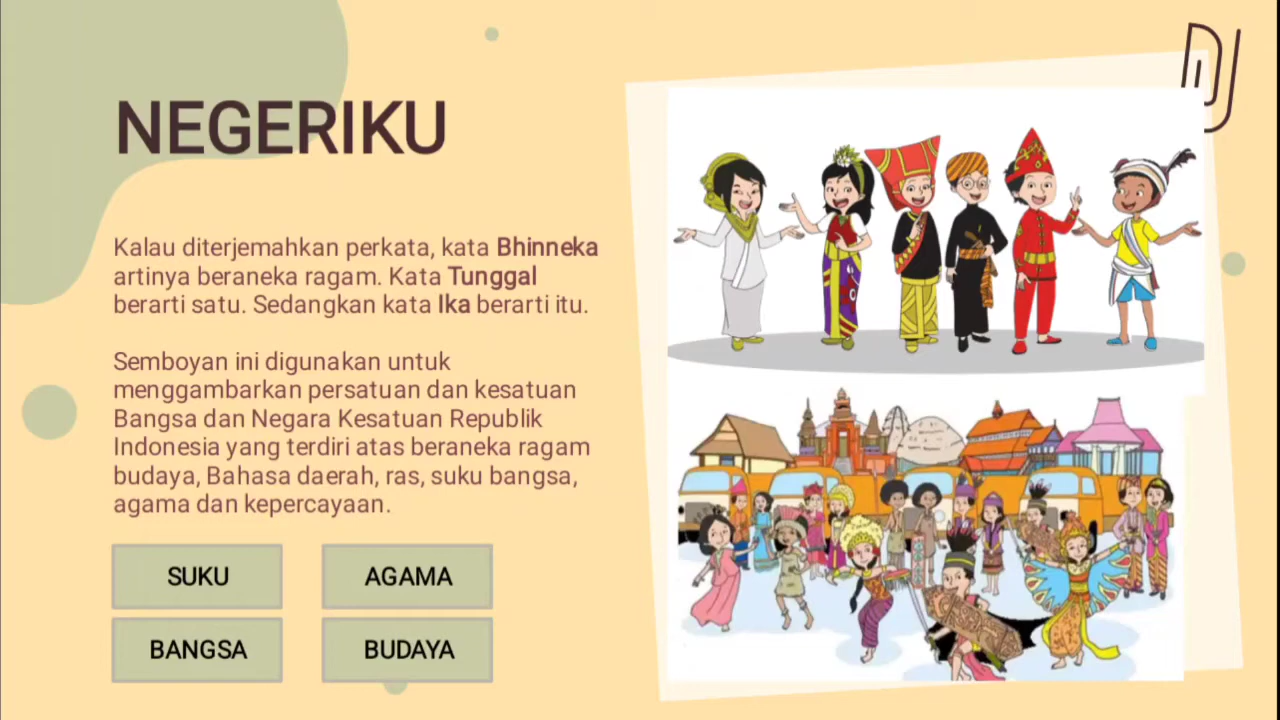 NEGERIKU
Kalau diterjemahkan perkata, kata Bhinneka
artinya beraneka ragam. Kata Tunggal
berarti satu. Sedangkan kata Ika berarti itu.
Semboyan ini digunakan untuk
menggambarkan persatuan dan kesatuan
Bangsa dan Negara Kesatuan Republik
Indonesia yang terdiri atas beraneka ragam
budaya, Bahasa daerah, ras, suku bangsa,
agama dan kepercayaan.
SUKU
AGAMA
BANGSA
BUDAYA